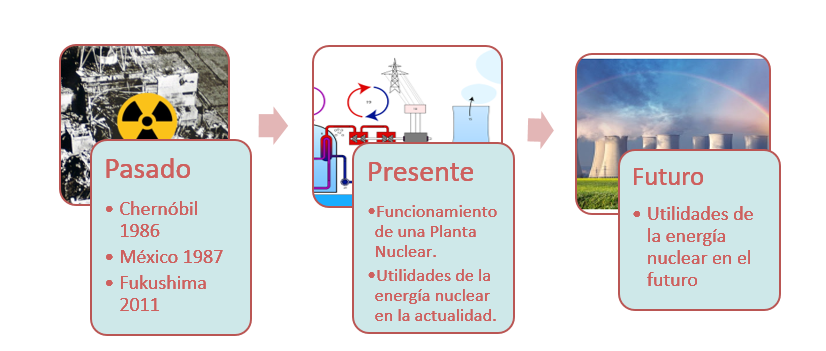 Pasado
• Chernóbil
1986
• México 1987
• Fukushima
2011
Presente
•Funcionamiento
de una Planta
Nuclear.
•Utilidades de la
energía nuclear
en la actualidad.
Futuro
• Utilidades de
la energía
nuclear en el
futuro